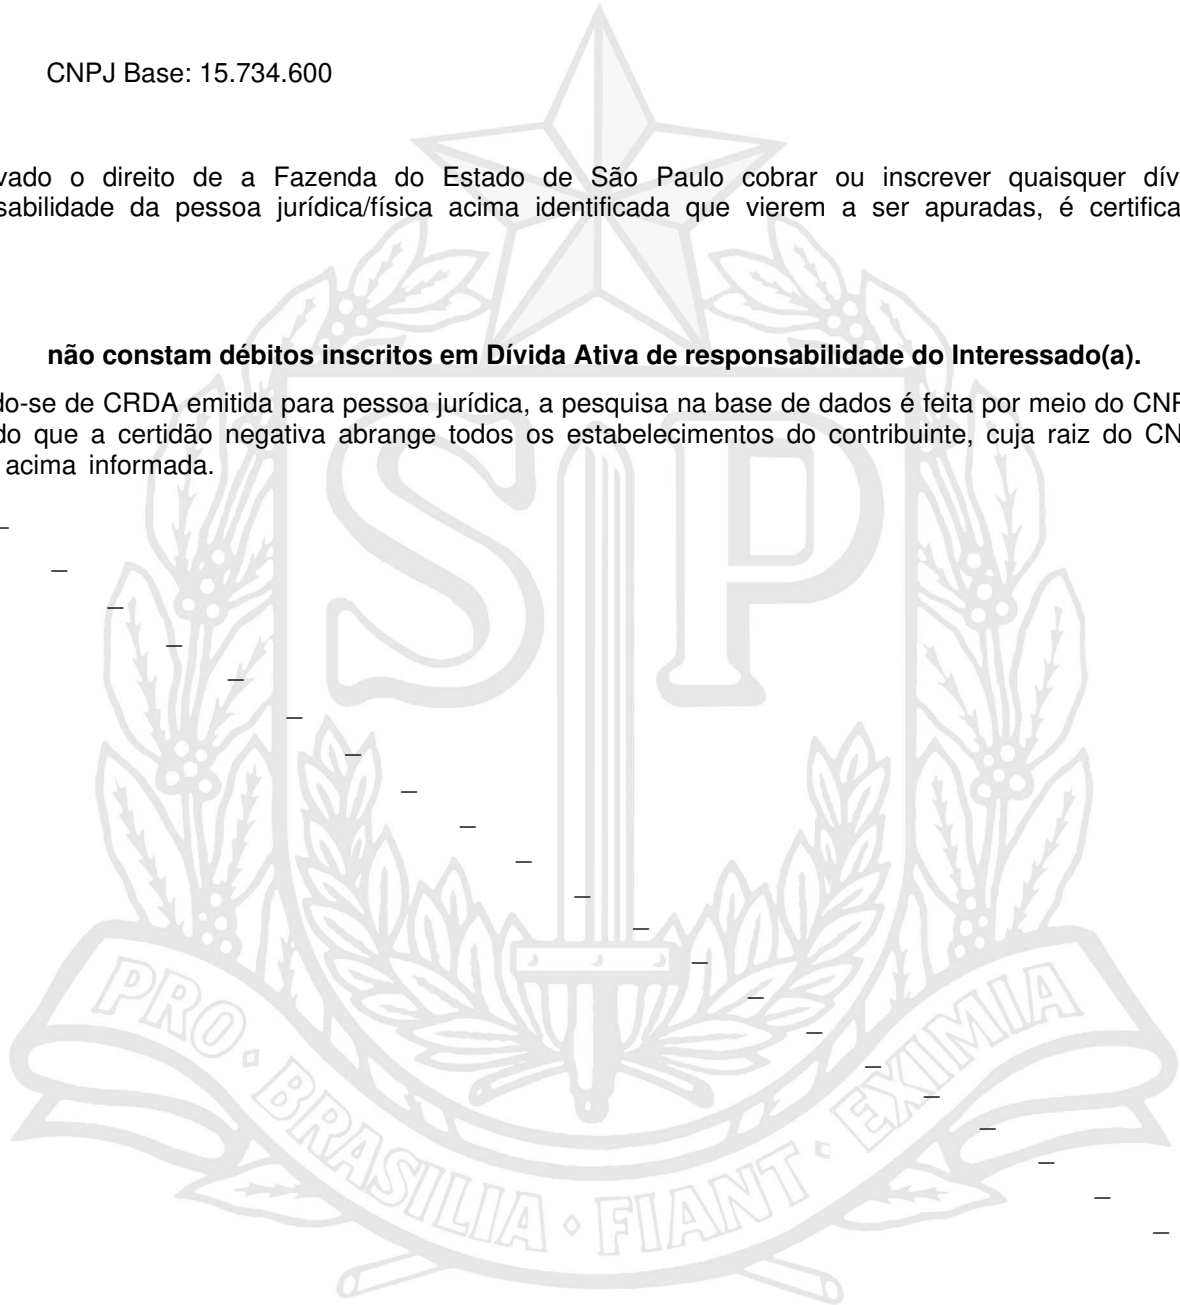 CNPJ Base: 15.734.600
vado o direito de a Fazenda do Estado de São Paulo cobrar ou inscrever quaisquer dív
sabilidade da pessoa jurídica/física acima identificada que vierem a ser apuradas, é certifica
não constam débitos inscritos em Dívida Ativa de responsabilidade do Interessado(a).
do-se de CRDA emitida para pessoa jurídica, a pesquisa na base de dados é feita por meio do CNP
do que a certidão negativa abrange todos os estabelecimentos do contribuinte, cuja raiz do CN
acima informada.
SP
PRO · BRASILIA · FIANT · EXIMIA